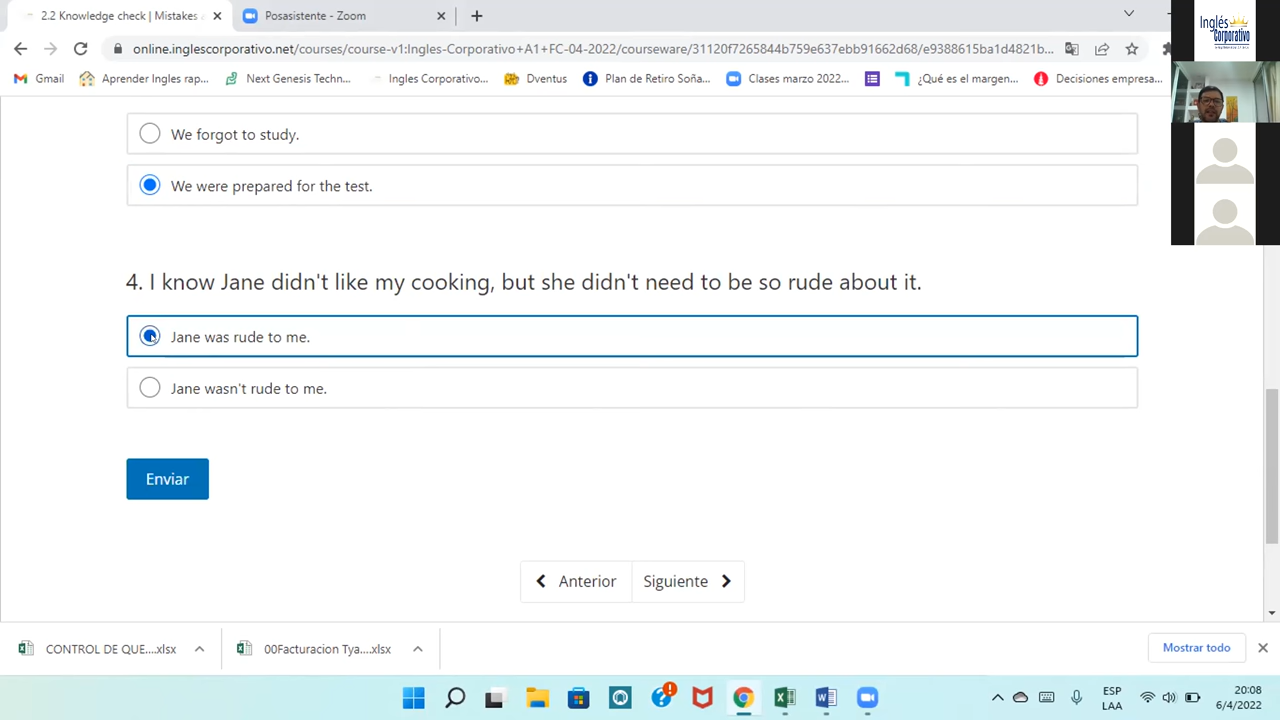 2.2 Knowledge check | Mistakes
Posasistente - Zoom
online.inglescorporativo.net/courses/course-v1:Ingles-Corporativo+A1+FC-04-2022/courseware/31120f7265844b759e637ebb91662d68/e9388615ba1d4821b...
Gmail
Aprender Ingles rap...
Next Genesis Techn...
Ingles Corporativo...
Dventus
Plan de Retiro Soña...
Clases marzo 2022...
¿Qué es el margen...
Decisiones empresa...
Inglés
Corporativo
We forgot to study.
We were prepared for the test.
4. I know Jane didn't like my cooking, but she didn't need to be so rude about it.
Jane was rude to me.
Jane wasn't rude to me.
Enviar
Anterior
Siguiente
CONTROL DE QUE....xlsx
00Facturacion Tya....xlsx
Mostrar todo
ESP
LAA
20:08
6/4/2022